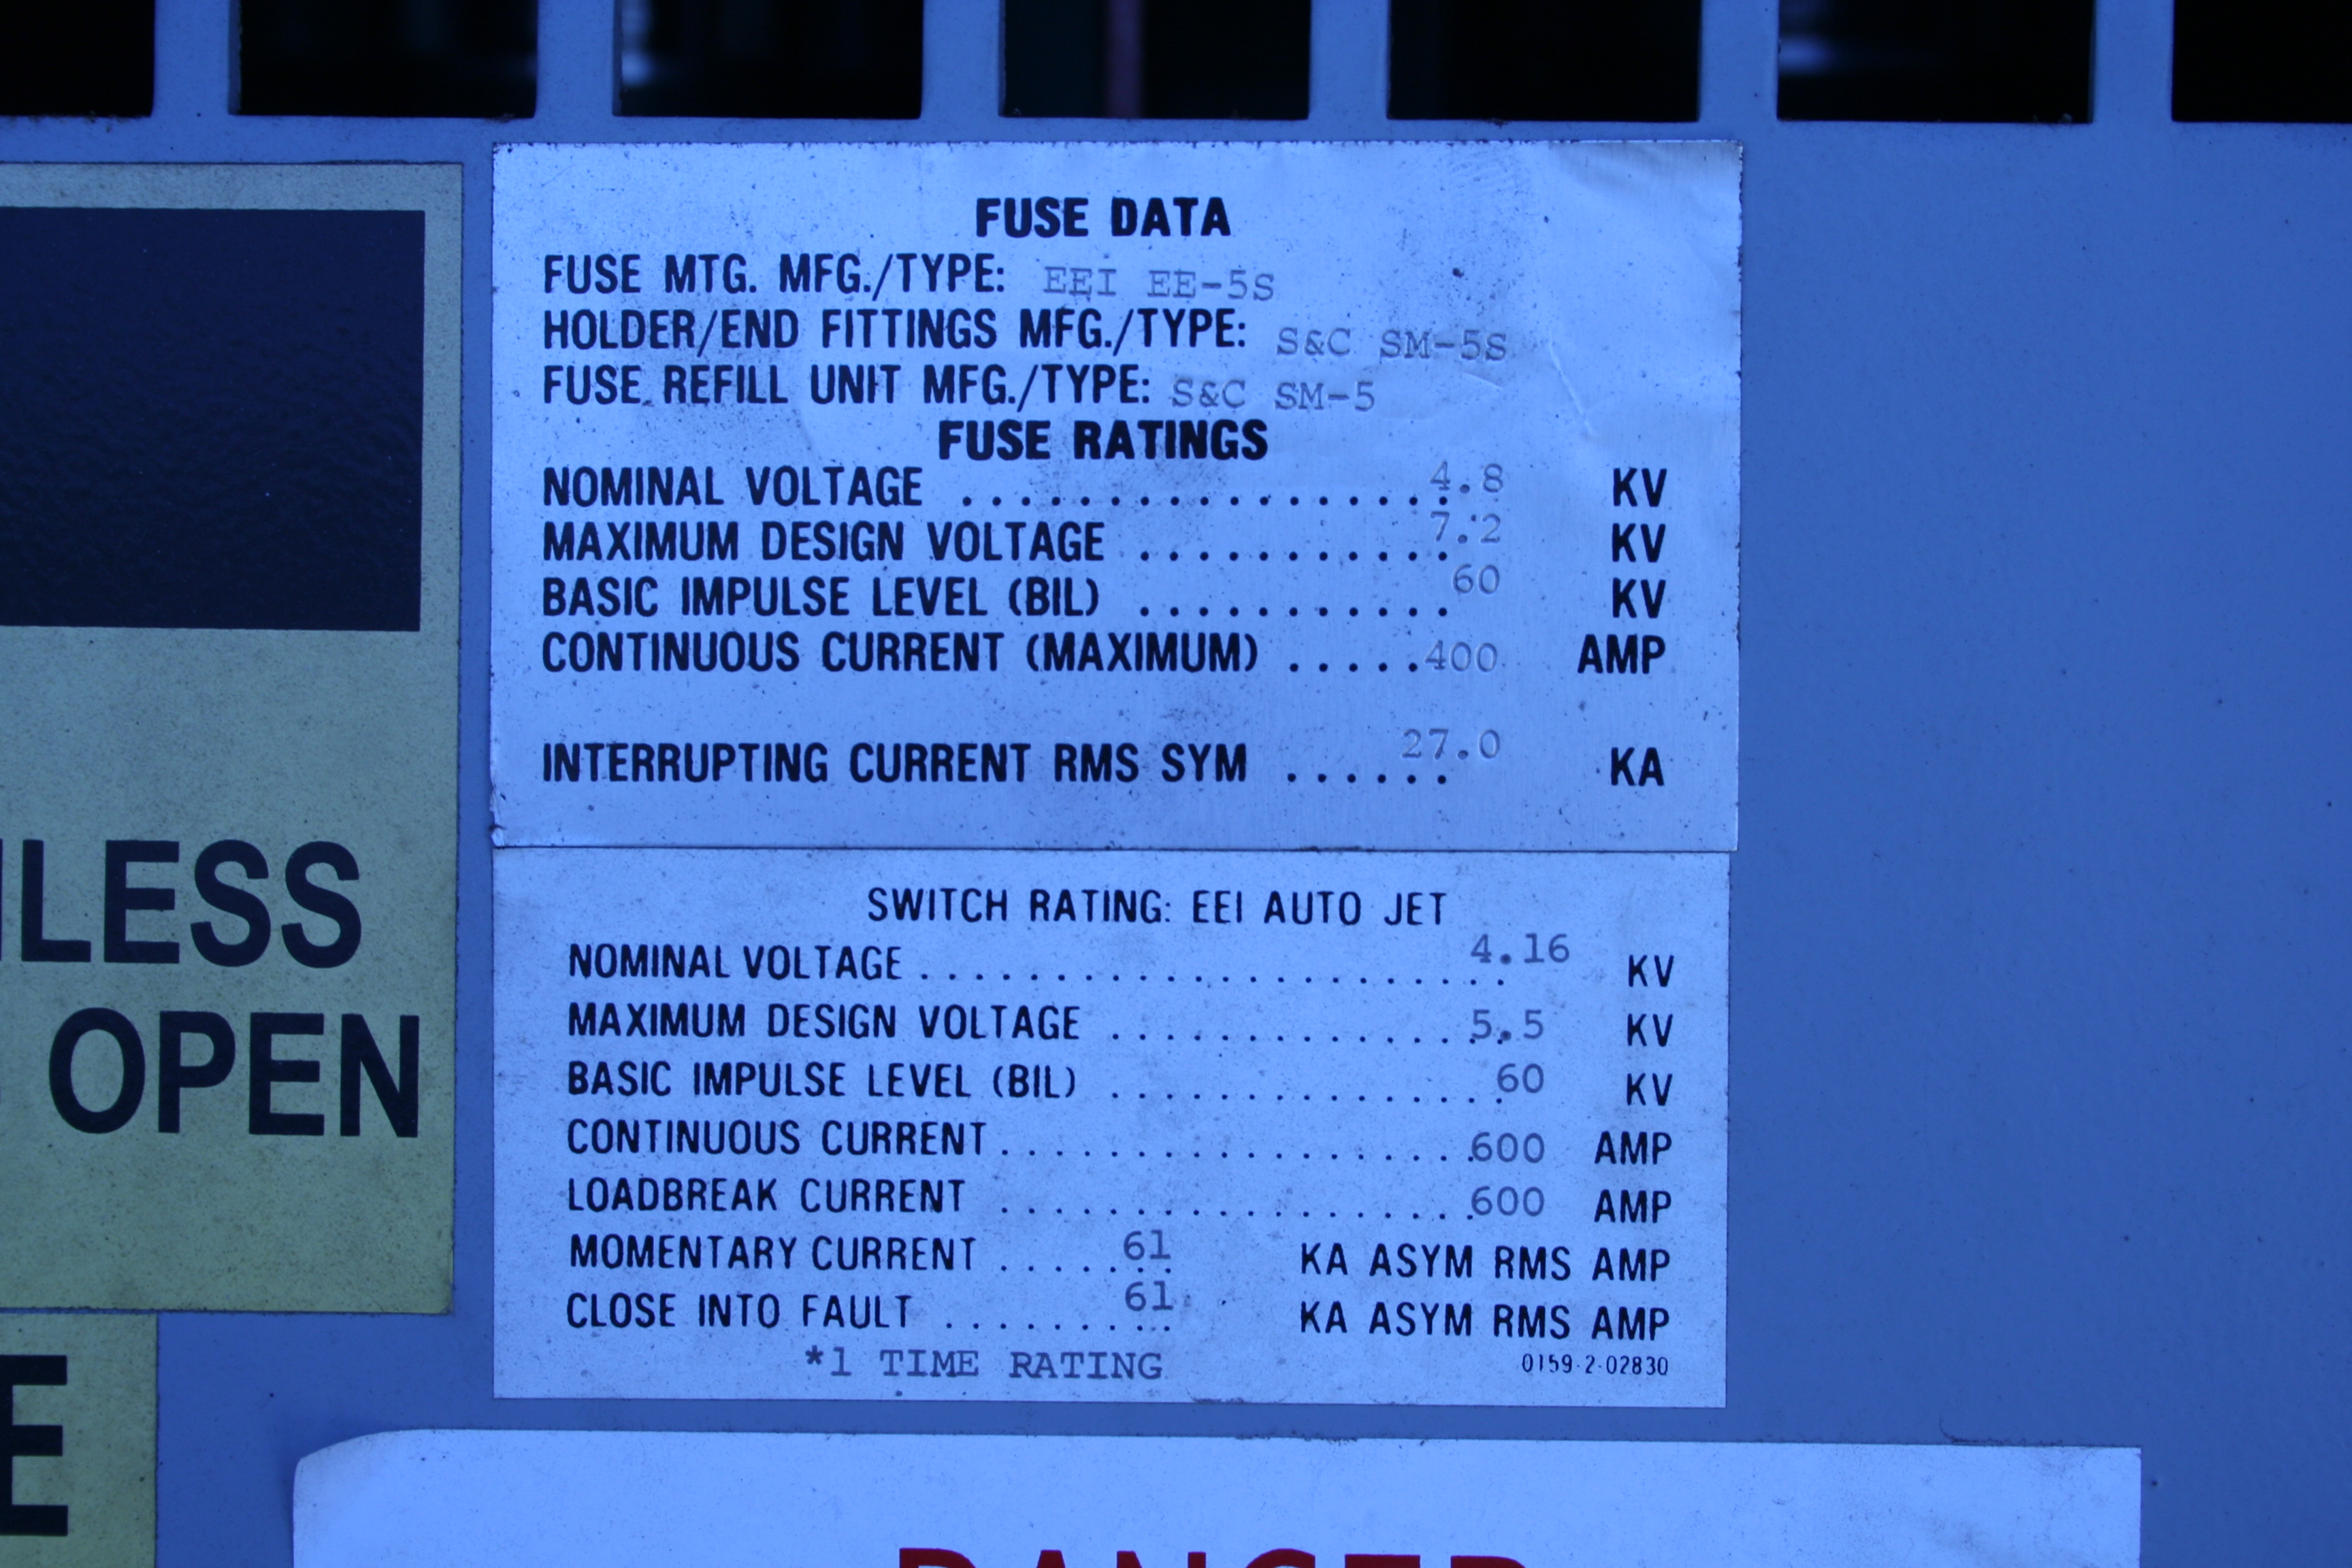 FUSE DATA
FUSE MTG. MFG./TYPE: EEI EE-5S
HOLDER/END FITTINGS MFG./TYPE: S&C SM-5S
FUSE REFILL UNIT MFG./TYPE: S&C SM-5
FUSE RATINGS
NOMINAL VOLTAGE ................. 4.8 KV
MAXIMUM DESIGN VOLTAGE ........... 7.2 KV
BASIC IMPULSE LEVEL (BIL) ........... 60 KV
CONTINUOUS CURRENT (MAXIMUM) ..... 400 AMP
INTERRUPTING CURRENT RMS SYM ...... 27.0 KA
SWITCH RATING: EEI AUTO JET
NOMINAL VOLTAGE ...................... 4.16 KV
MAXIMUM DESIGN VOLTAGE ............... 5.5 KV
BASIC IMPULSE LEVEL (BIL) ............... 60 KV
CONTINUOUS CURRENT .................. 600 AMP
LOADBREAK CURRENT .................. 600 AMP
MOMENTARY CURRENT ....... 61 KA ASYM RMS AMP
CLOSE INTO FAULT ......... 61 KA ASYM RMS AMP
*1 TIME RATING 0159-2-02830
LESS
OPEN
E
DANGER